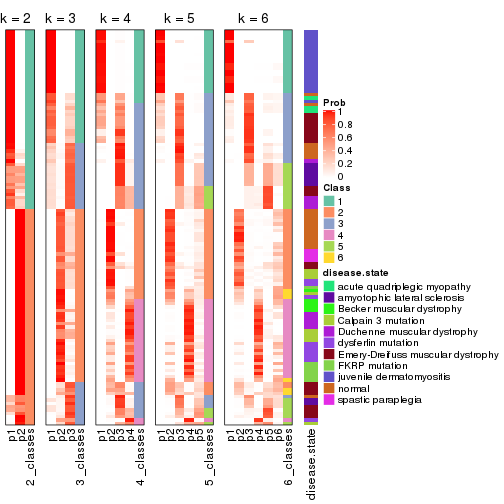 k = 2 k = 3 k = 4 k = 5 k = 6
Prob
1
0.8
0.6
0.4
0.2
0
Class
1
2
3
4
5
6
disease.state
acute quadriplegic myopathy
amyotophic lateral sclerosis
Becker muscular dystrophy
Calpain 3 mutation
Duchenne muscular dystrophy
dysferlin mutation
Emery-Dreifuss muscular dystrophy
FKRP mutation
juvenile dermatomyositis
normal
spastic paraplegia
p1 p2 2_classes p1 p2 p3 3_classes p1 p2 p3 p4 4_classes p1 p2 p3 p4 p5 5_classes p1 p2 p3 p4 p5 p6 6_classes disease.state